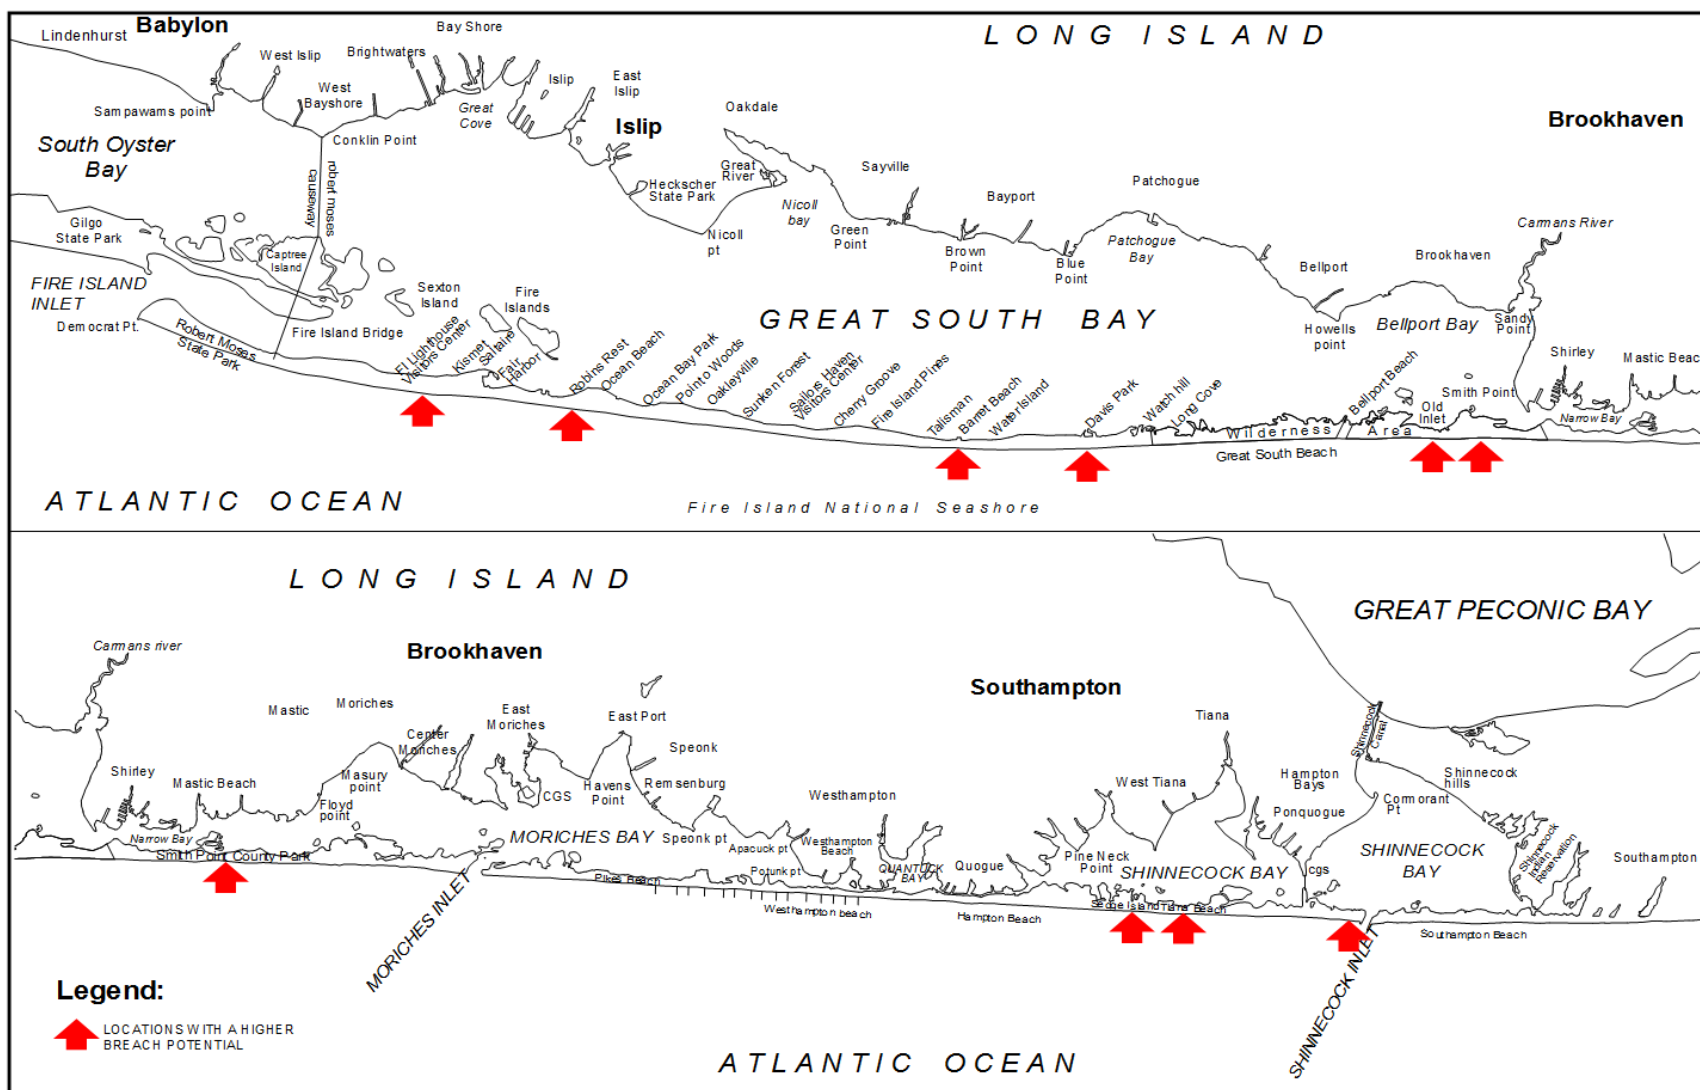 LONG ISLAND
Babylon
Bay Shore
Lindenhurst
West Islip
Brightwaters
Islip
East
Islip
West
Bayshore
Great
Cove
Oakdale
Sampawams point
Conklin Point
Islip
Brookhaven
South Oyster
Bay
robert moses
causeway
Heckscher
State Park
Great
River
Nicoll
bay
Nicoll
pt
Sayville
Green
Point
Bayport
Brown
Point
Patchogue
Patchogue
Bay
Blue
Point
Carmans River
Bellport
Brookhaven
Howells
point
Bellport Bay
Sandy
Point
Gilgo
State Park
Captree
Island
FIRE ISLAND
INLET
Democrat Pt.
Robert Moses
State Park
Fire Island Bridge
Sexton
Island
Fire
Islands
GREAT SOUTH BAY
Shirley
Mastic Beac
FI Lighthouse
Visitors Center
Kismet
Saltaire
Fair
Harbor
Robins Rest
Ocean Beach
Ocean Bay Park
Point o Woods
Oakleyville
Sunken Forest
Sailors Haven
Visitors Center
Cherry Groove
Fire Island Pines
Talisman
Barret Beach
Water Island
Davis Park
Watch hill
Long Cove
Wilderness
Area
Bellport Beach
Old
Inlet
Smith Point
Narrow Bay
Great South Beach
ATLANTIC OCEAN
Fire Island National Seashore
LONG ISLAND
GREAT PECONIC BAY
Carmans river
Brookhaven
Southampton
Mastic
Moriches
Center
Moriches
East
Moriches
East Port
Speonk
Tiana
Shinnecock
Canal
Shirley
Mastic Beach
Masury
point
Floyd
point
CGS
Havens
Point
Remsenburg
Westhampton
West Tiana
Hampton
Bays
Shinnecock
hills
Cormorant
Pt
Ponquogue
Narrow Bay
Smith Point County Park
MORICHES BAY
Speonk pt
Apacuck pt
Westhampton
Beach
Potunk pt
QUANTUCK
BAY
Quogue
Pine Neck
Point
SHINNECOCK BAY
cgs
SHINNECOCK
BAY
Shinnecock
Indian
Reservation
Southampton
Pikes Beach
Westhampton beach
Hampton Beach
Sedge Island
Tiana Beach
Southampton Beach
MORICHES INLET
SHINNECOCK INLET
Legend:
LOCATIONS WITH A HIGHER
BREACH POTENTIAL
ATLANTIC OCEAN